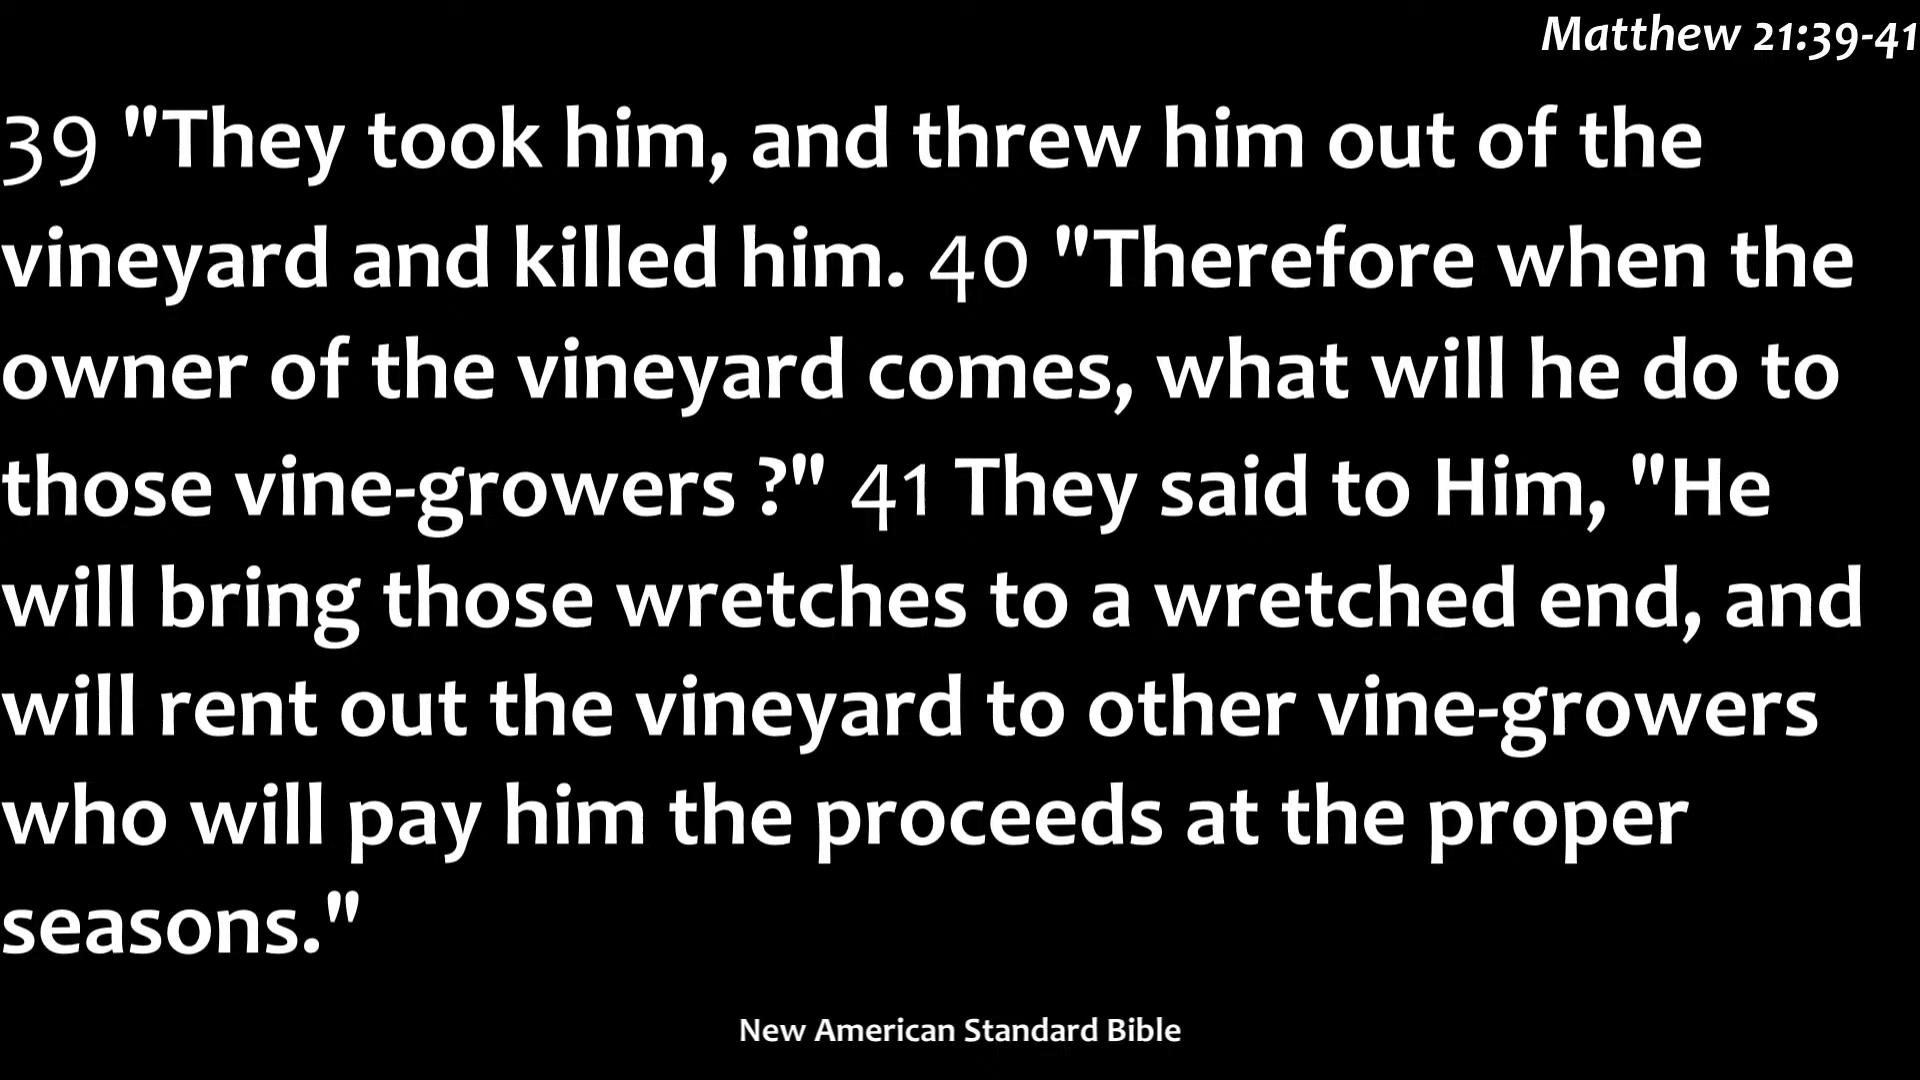 Matthew 21:39-41
39 "They took him, and threw him out of the
vineyard and killed him. 40 "Therefore when the
owner of the vineyard comes, what will he do to
those vine-growers ?" 41 They said to Him, "He
will bring those wretches to a wretched end, and
will rent out the vineyard to other vine-growers
who will pay him the proceeds at the proper
seasons."
New American Standard Bible